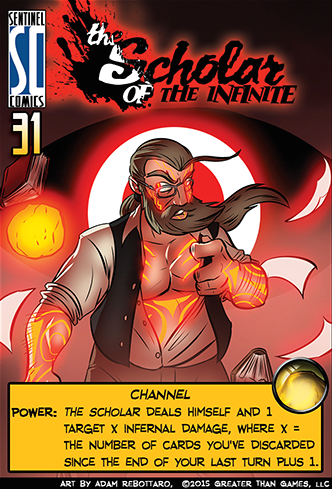 SENTINEL
SC
COMICS
31
the Scholar
OF THE INFINITE
CHANNEL
POWER: THE SCHOLAR DEALS HIMSELF AND 1
TARGET X INFERNAL DAMAGE, WHERE X =
THE NUMBER OF CARDS YOU'VE DISCARDED
SINCE THE END OF YOUR LAST TURN PLUS 1.
ART BY ADAM REBOTTARO, ©2015 GREATER THAN GAMES, LLC